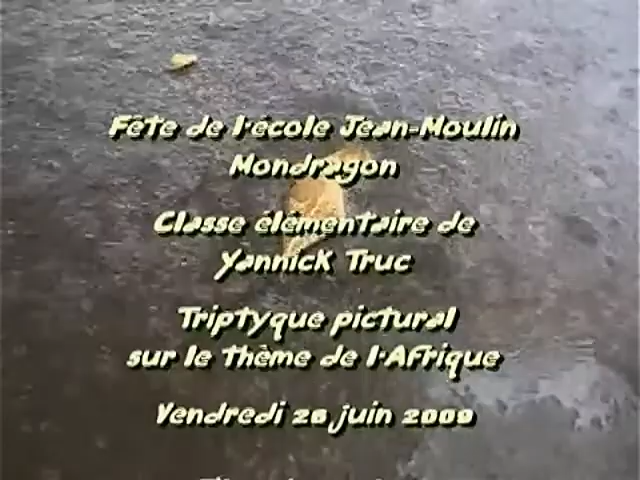 Fête de l'école Jean-Moulin
Mondragon
Classe élémentaire de
Yannick Truc
Triptyque pictural
sur le thème de l'Afrique
Vendredi 26 juin 2009